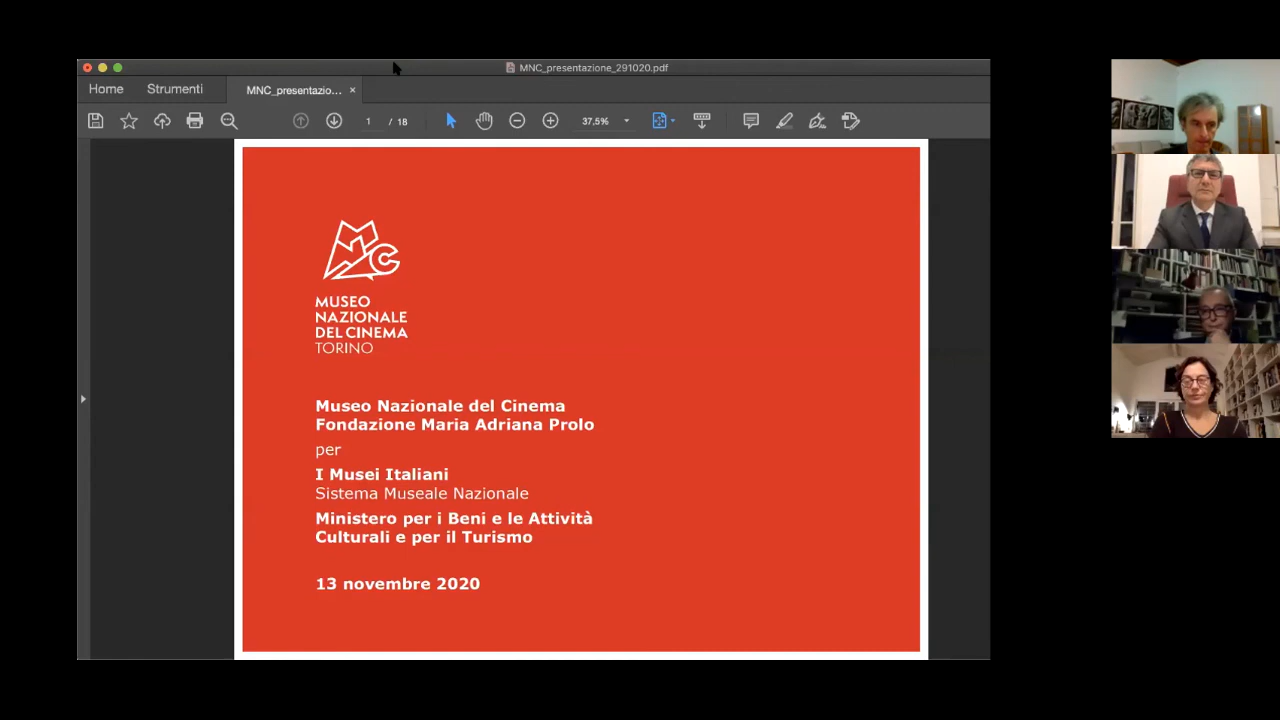 MNC_presentazione_291020.pdf
Home
Strumenti
MNC_presentazio... ×
1 / 18
37,5%
MC
MUSEO
NAZIONALE
DEL CINEMA
TORINO
Museo Nazionale del Cinema
Fondazione Maria Adriana Prolo
per
I Musei Italiani
Sistema Museale Nazionale
Ministero per i Beni e le Attività
Culturali e per il Turismo
13 novembre 2020